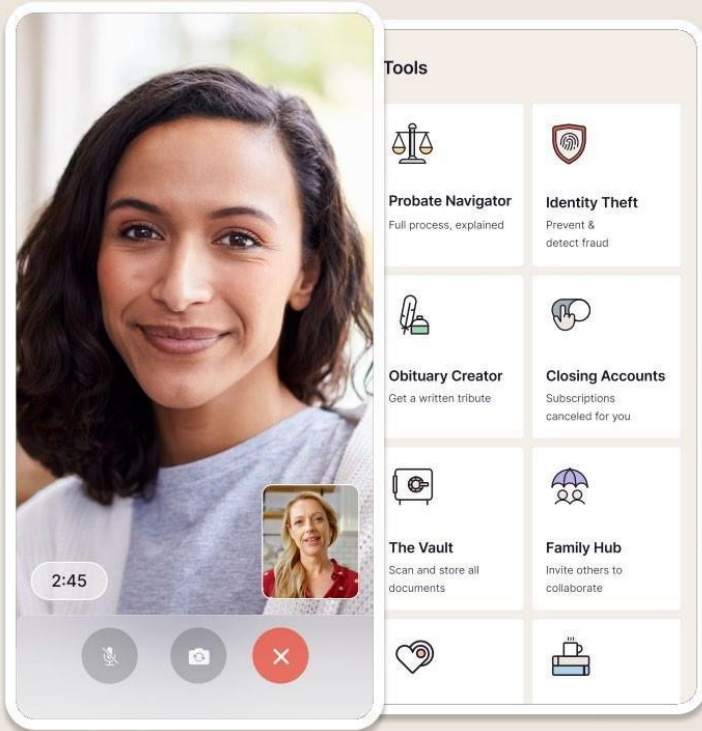 2:45
Tools
Probate Navigator
Full process, explained
Identity Theft
Prevent &
detect fraud
Obituary Creator
Get a written tribute
Closing Accounts
Subscriptions
canceled for you
The Vault
Scan and store all
documents
Family Hub
Invite others to
collaborate